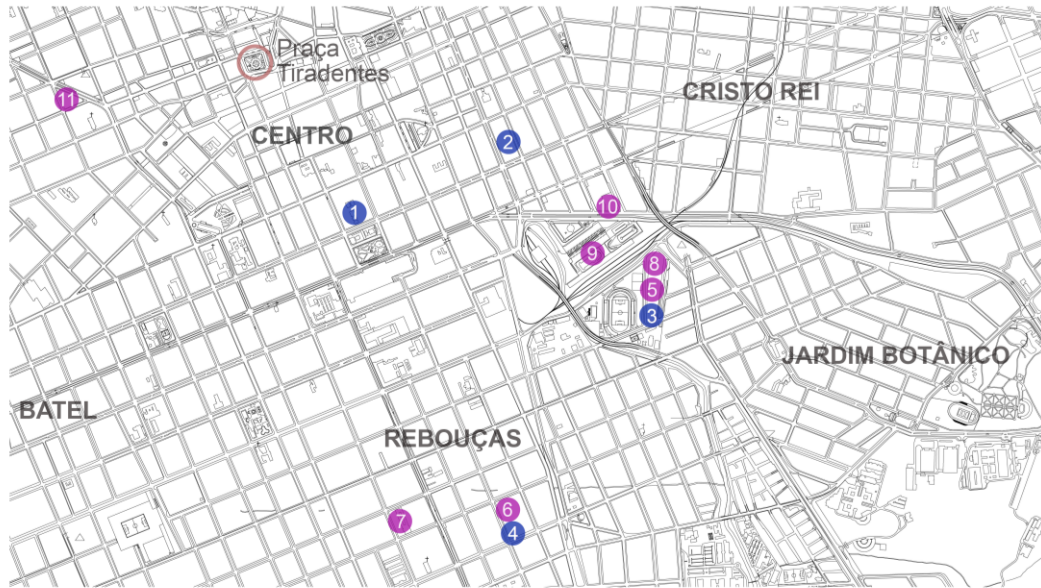 Praça
Tiradentes
CRISTO REI
11
CENTRO
2
1
10
9
8
5
3
JARDIM BOTÂNICO
BATEL
REBOUÇAS
6
7
4